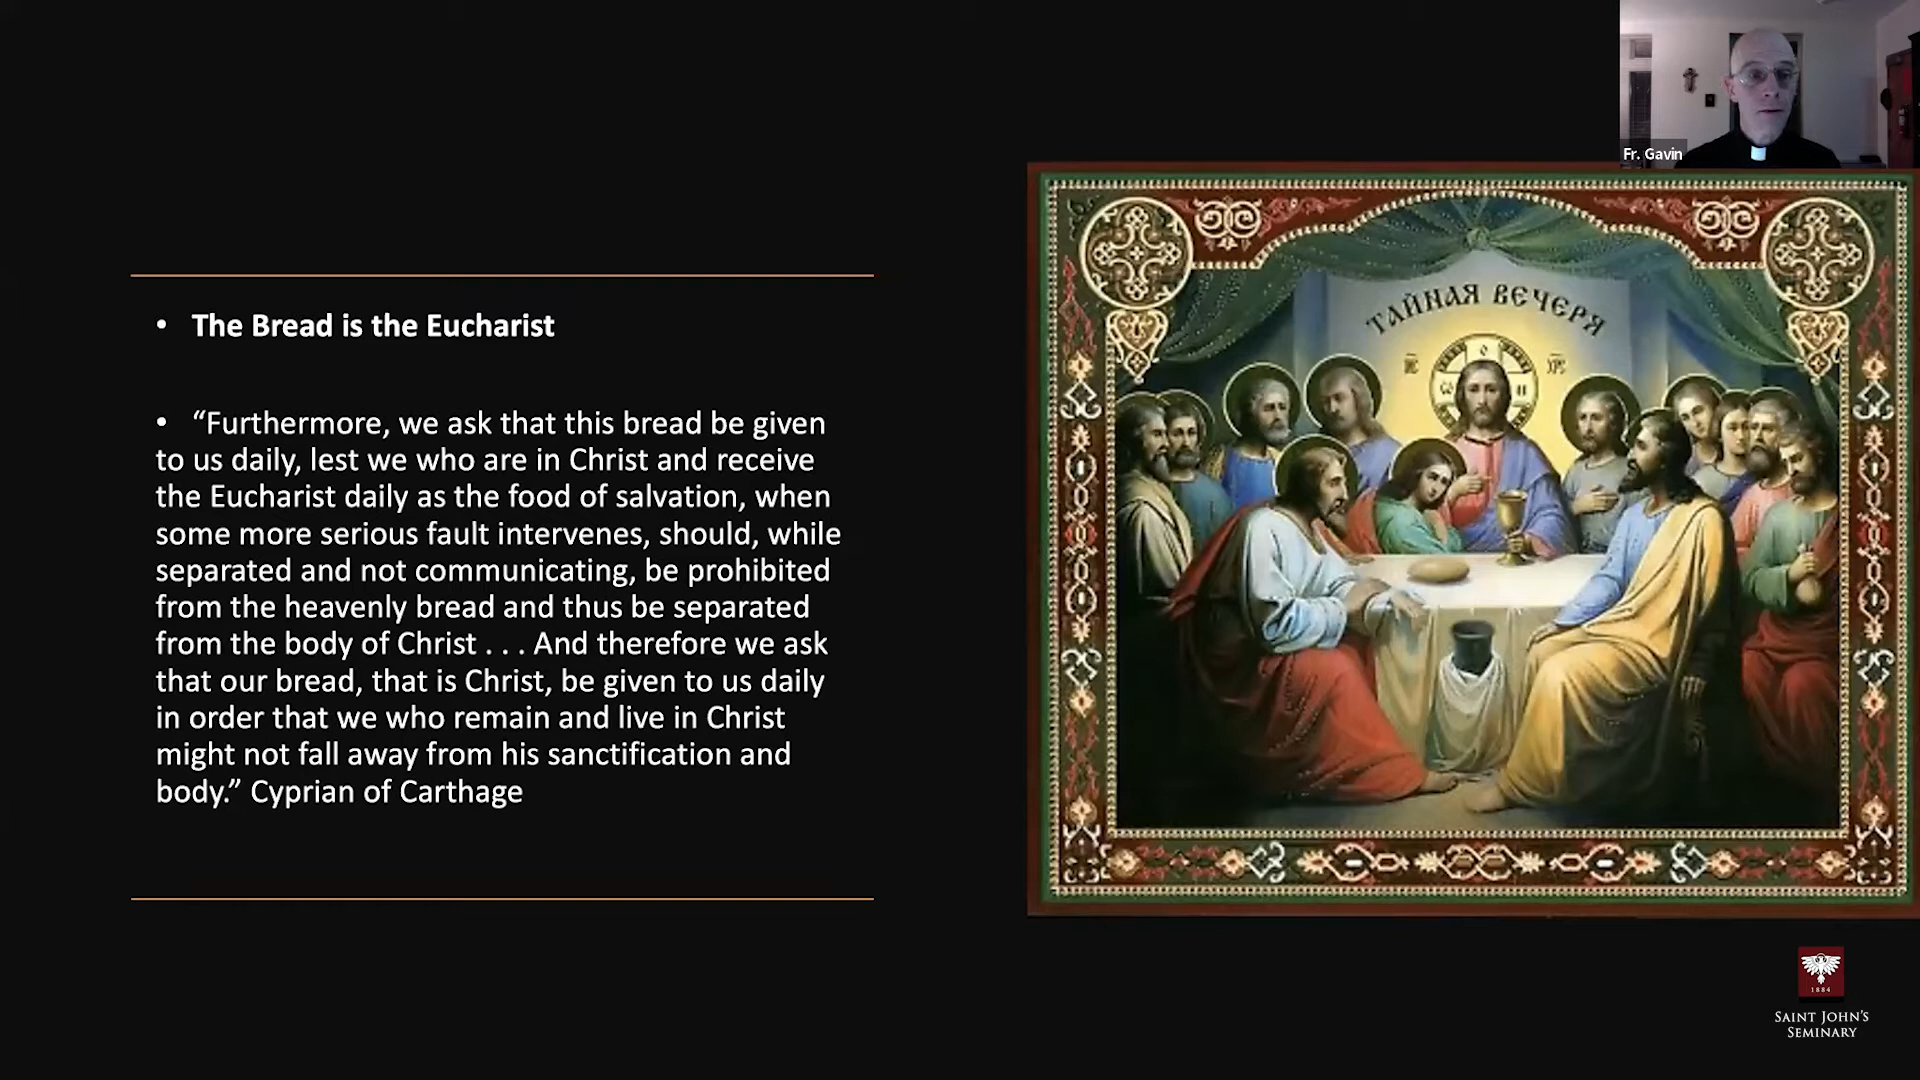 Fr. Gavin
• The Bread is the Eucharist
• “Furthermore, we ask that this bread be given
to us daily, lest we who are in Christ and receive
the Eucharist daily as the food of salvation, when
some more serious fault intervenes, should, while
separated and not communicating, be prohibited
from the heavenly bread and thus be separated
from the body of Christ . . . And therefore we ask
that our bread, that is Christ, be given to us daily
in order that we who remain and live in Christ
might not fall away from his sanctification and
body.” Cyprian of Carthage
ТАЙНАЯ ВЕЧЕРЯ
1884
SAINT JOHN'S
SEMINARY